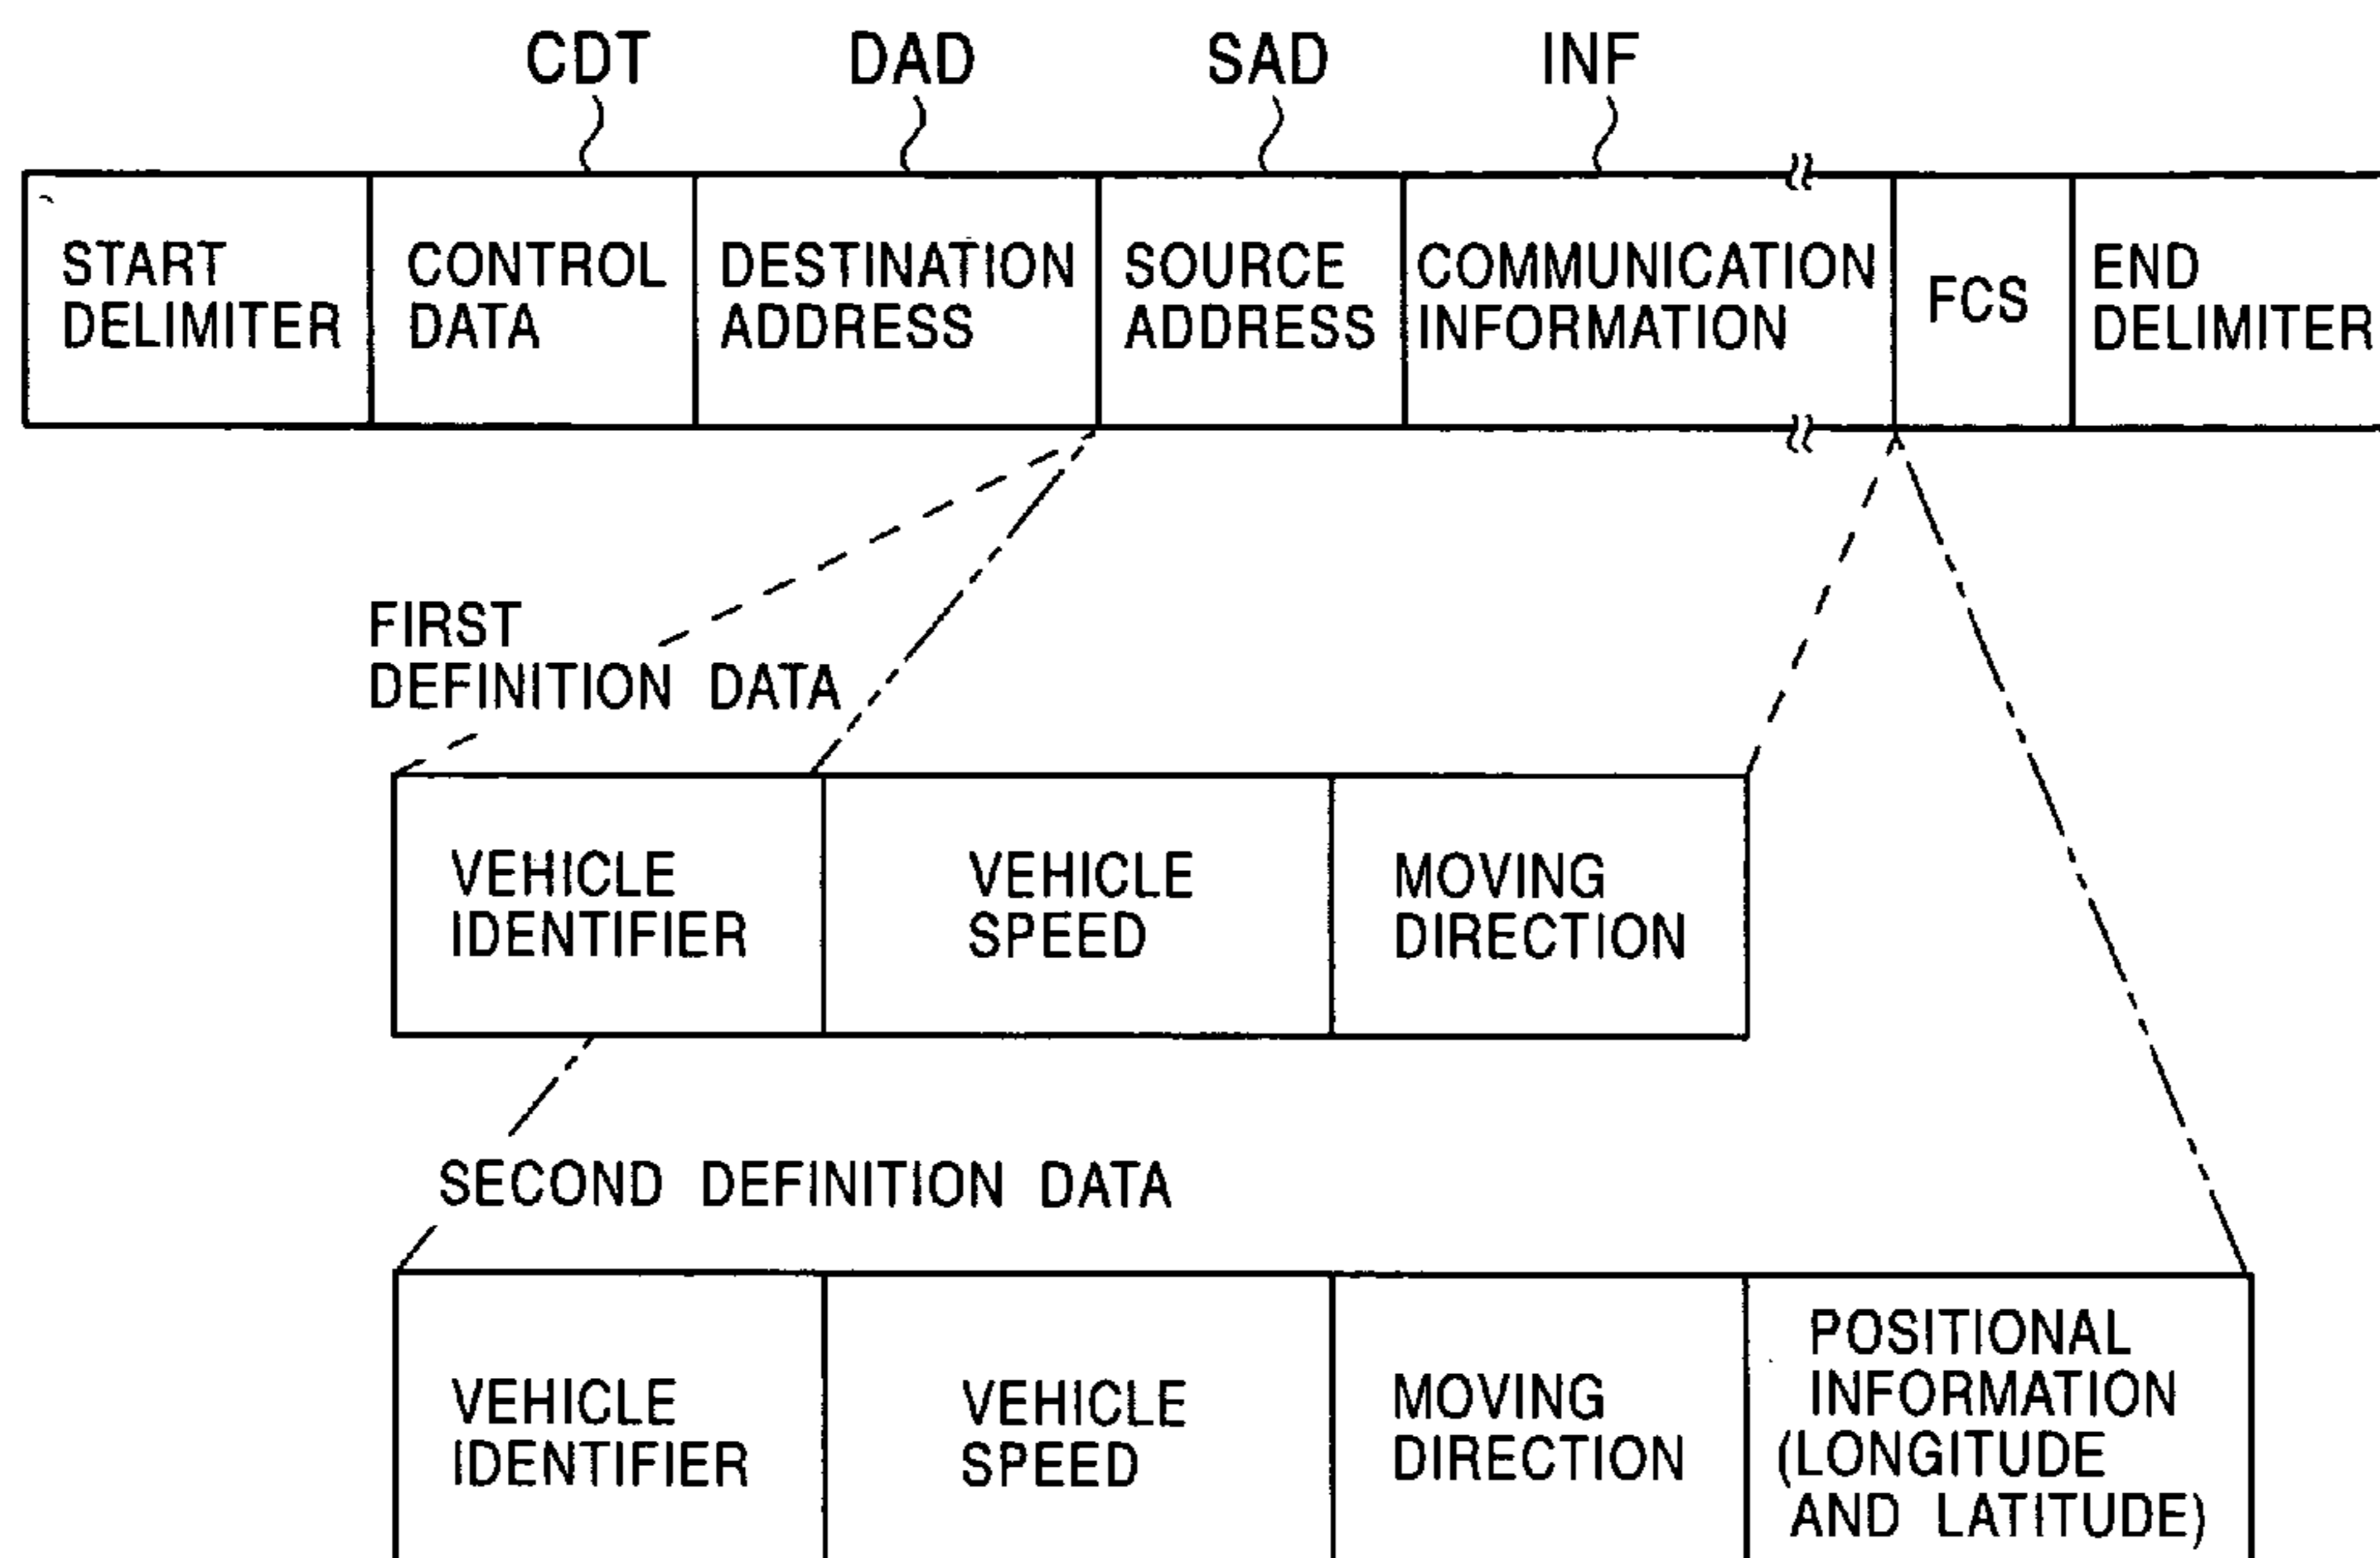 CDT DAD SAD INF
START DELIMITER
CONTROL DATA
DESTINATION ADDRESS
SOURCE ADDRESS
COMMUNICATION INFORMATION
FCS
END DELIMITER
FIRST
DEFINITION DATA
VEHICLE IDENTIFIER
VEHICLE SPEED
MOVING DIRECTION
SECOND DEFINITION DATA
VEHICLE IDENTIFIER
VEHICLE SPEED
MOVING DIRECTION
POSITIONAL
INFORMATION
(LONGITUDE
AND LATITUDE)